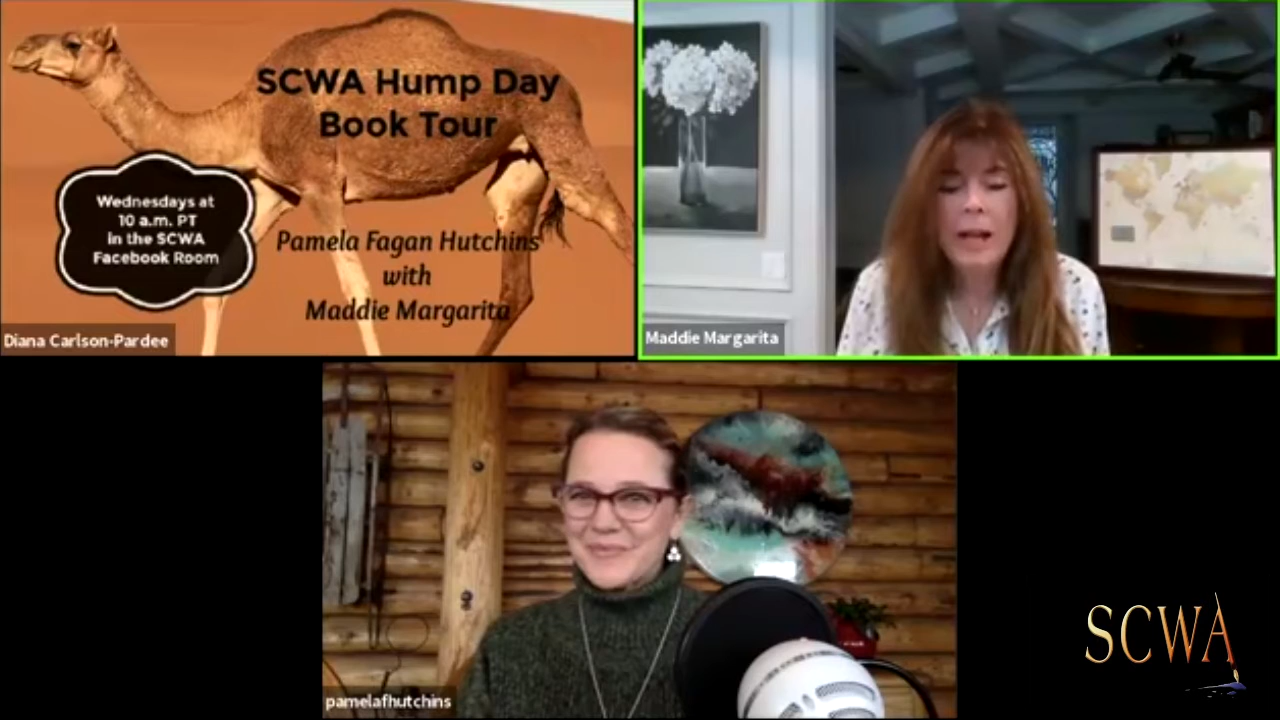 SCWA Hump Day
Book Tour
Wednesdays at
10 a.m. PT
in the SCWA
Facebook Room
Pamela Fagan Hutchins
with
Maddie Margarita
Diana Carlson-Pardee
Maddie Margarita
pamelafhutchins
SCWA